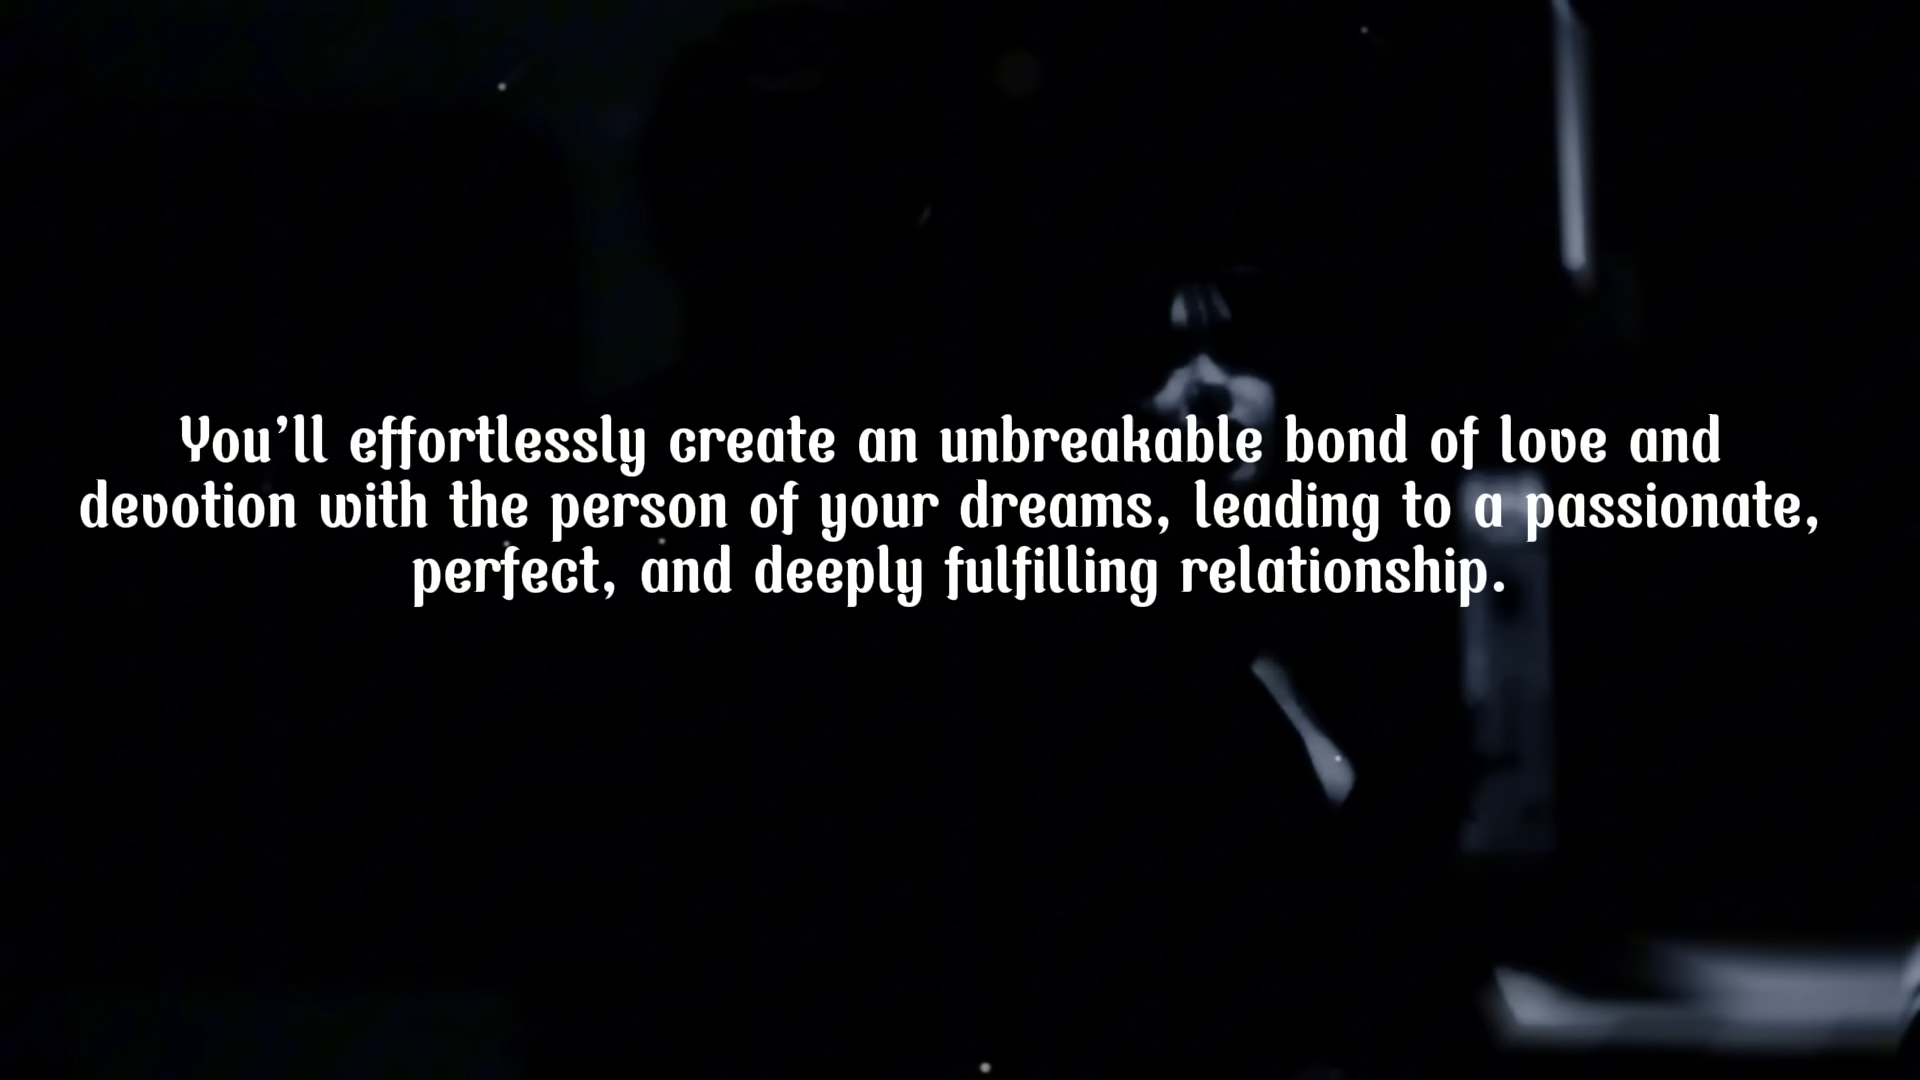 You’ll effortlessly create an unbreakable bond of love and
devotion with the person of your dreams, leading to a passionate,
perfect, and deeply fulfilling relationship.